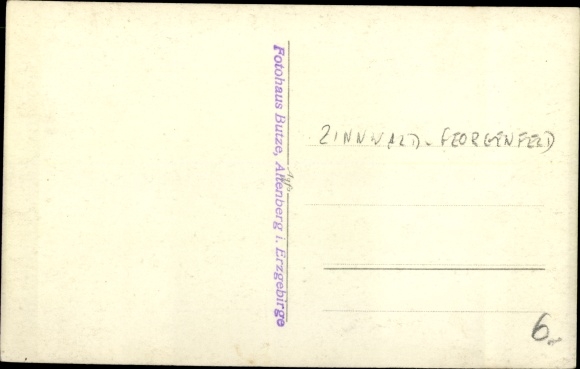 Fotohaus Butze, Altenberg i. Erzgebirge
ZINNWALD-GEORGENFELD
6.-